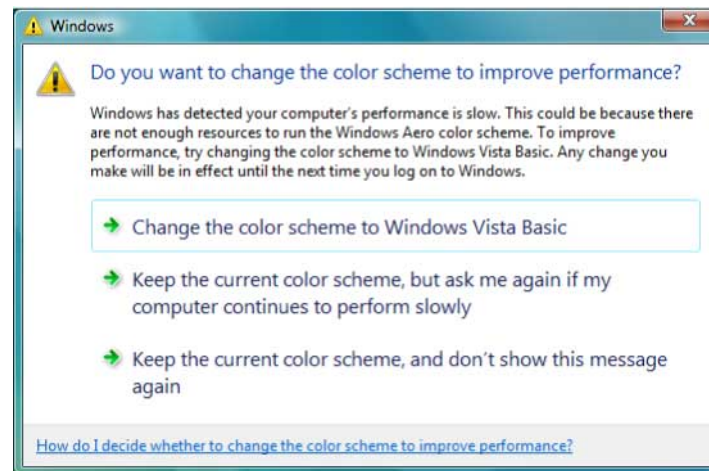 Windows
Do you want to change the color scheme to improve performance?
Windows has detected your computer's performance is slow. This could be because there
are not enough resources to run the Windows Aero color scheme. To improve
performance, try changing the color scheme to Windows Vista Basic. Any change you
make will be in effect until the next time you log on to Windows.
Change the color scheme to Windows Vista Basic
Keep the current color scheme, but ask me again if my
computer continues to perform slowly
Keep the current color scheme, and don't show this message
again
How do I decide whether to change the color scheme to improve performance?